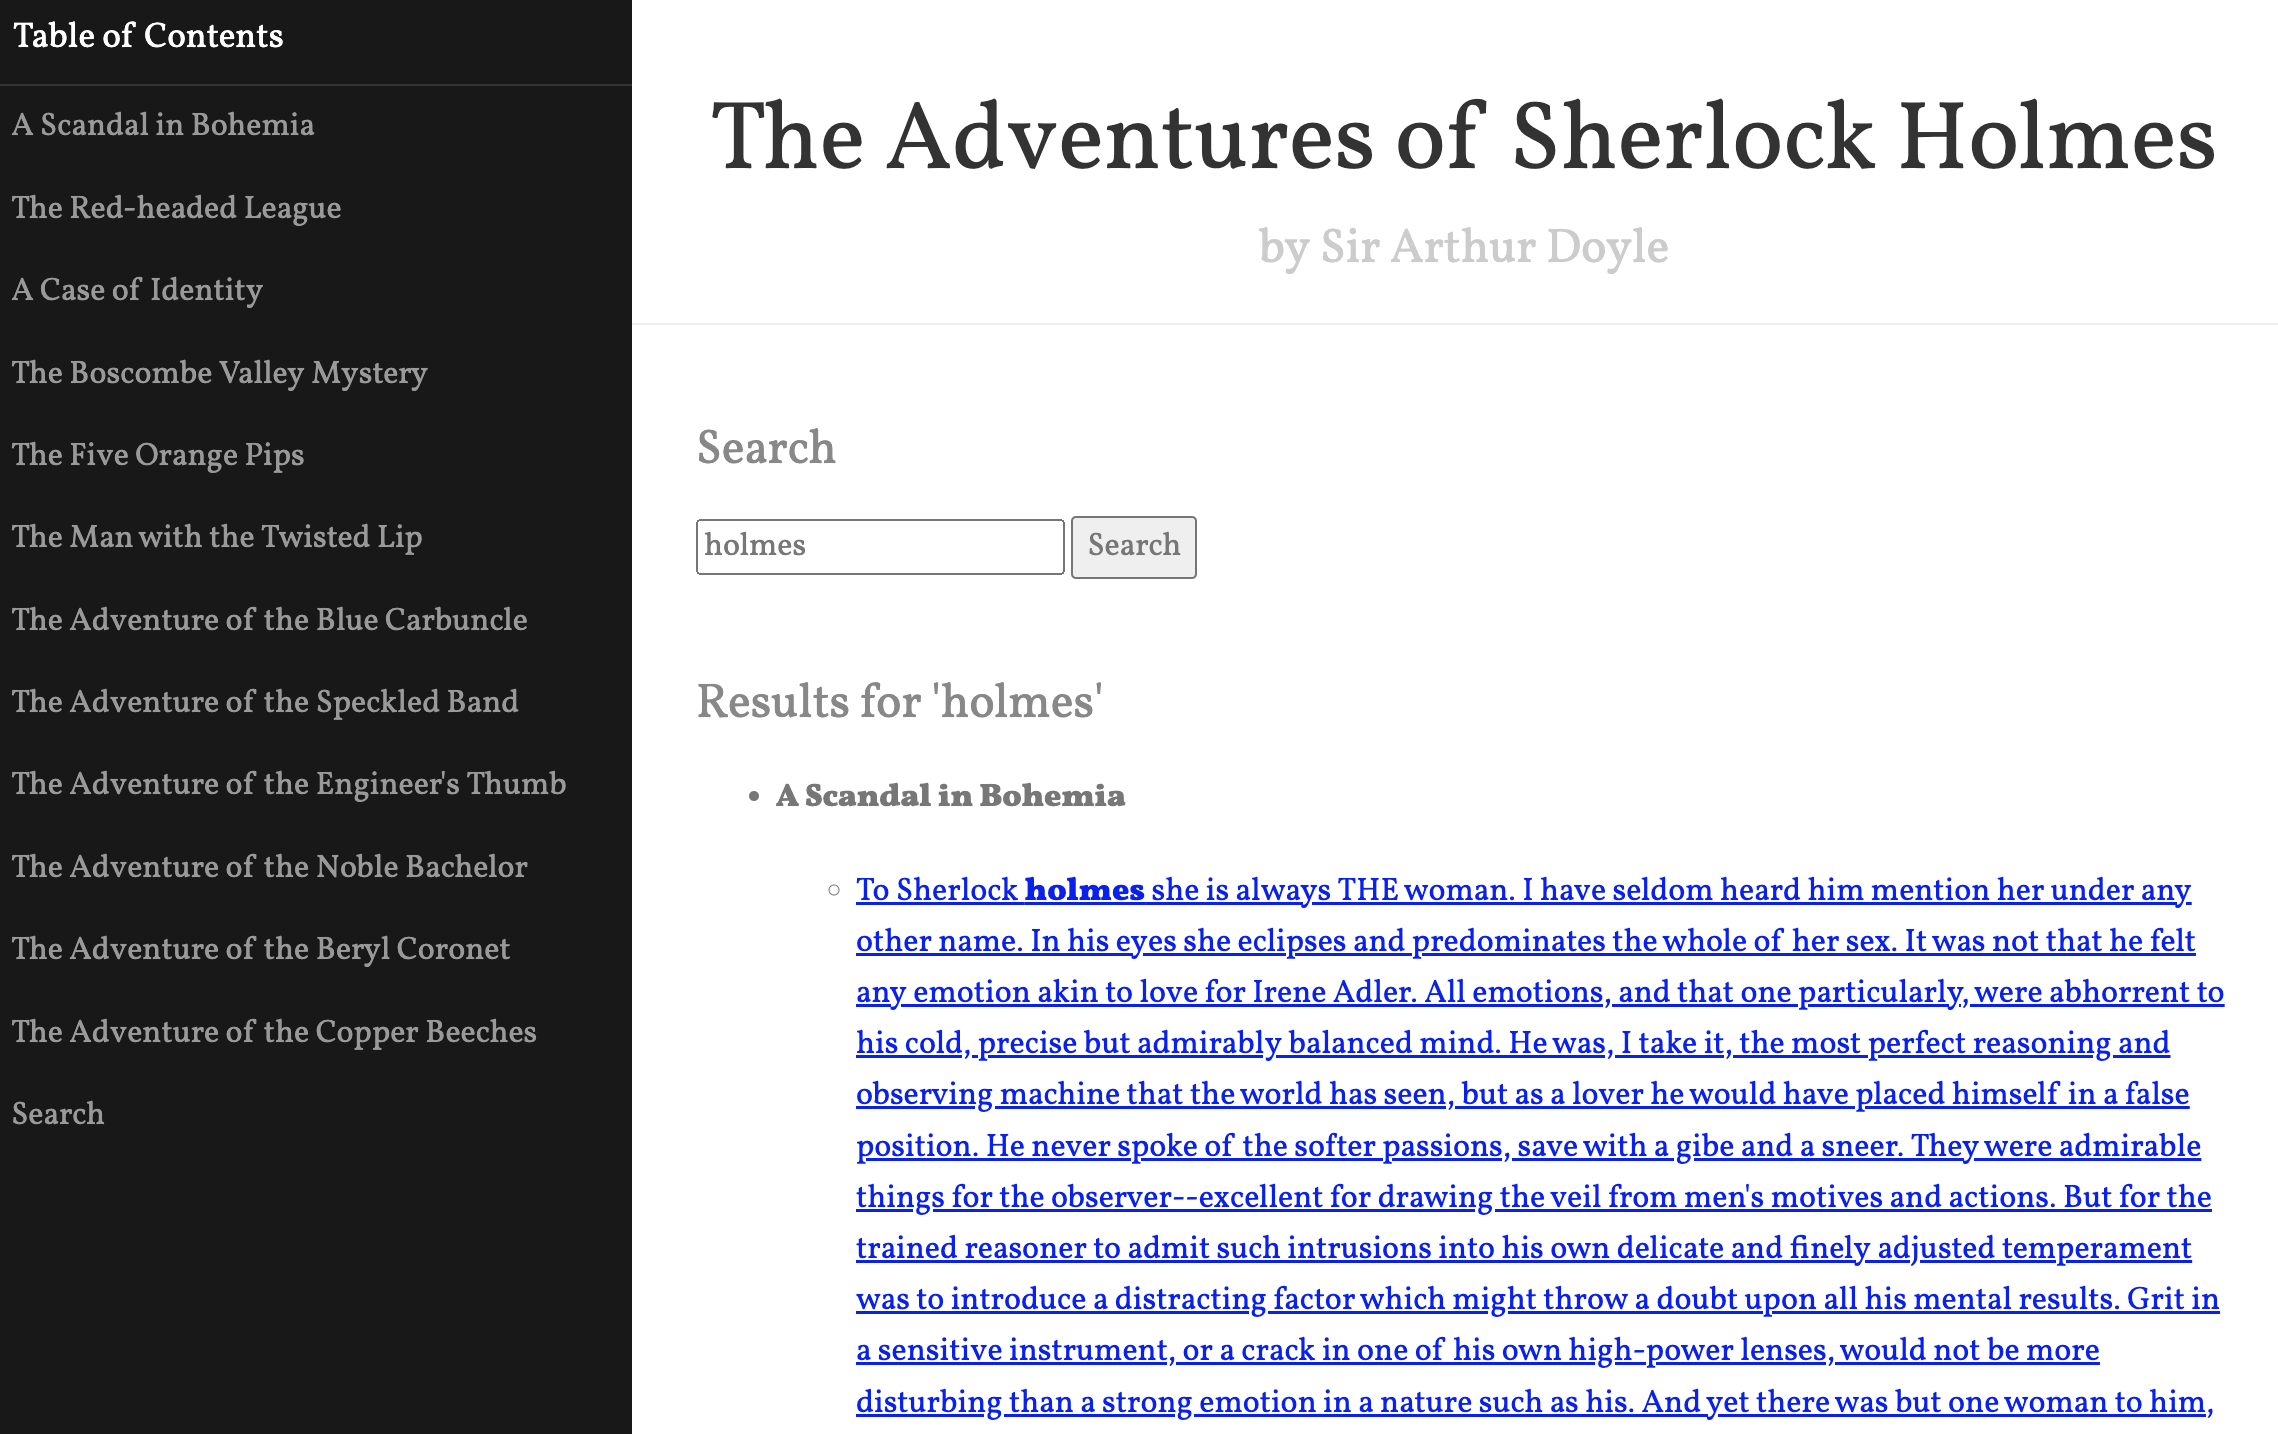 Table of Contents
A Scandal in Bohemia
The Red-headed League
A Case of Identity
The Boscombe Valley Mystery
The Five Orange Pips
The Man with the Twisted Lip
The Adventure of the Blue Carbuncle
The Adventure of the Speckled Band
The Adventure of the Engineer's Thumb
The Adventure of the Noble Bachelor
The Adventure of the Beryl Coronet
The Adventure of the Copper Beeches
Search
The Adventures of Sherlock Holmes
by Sir Arthur Doyle
Search
holmes Search
Results for 'holmes'
A Scandal in Bohemia
To Sherlock holmes she is always THE woman. I have seldom heard him mention her under any
other name. In his eyes she eclipses and predominates the whole of her sex. It was not that he felt
any emotion akin to love for Irene Adler. All emotions, and that one particularly, were abhorrent to
his cold, precise but admirably balanced mind. He was, I take it, the most perfect reasoning and
observing machine that the world has seen, but as a lover he would have placed himself in a false
position. He never spoke of the softer passions, save with a gibe and a sneer. They were admirable
things for the observer--excellent for drawing the veil from men's motives and actions. But for the
trained reasoner to admit such intrusions into his own delicate and finely adjusted temperament
was to introduce a distracting factor which might throw a doubt upon all his mental results. Grit in
a sensitive instrument, or a crack in one of his own high-power lenses, would not be more
disturbing than a strong emotion in a nature such as his. And yet there was but one woman to him,